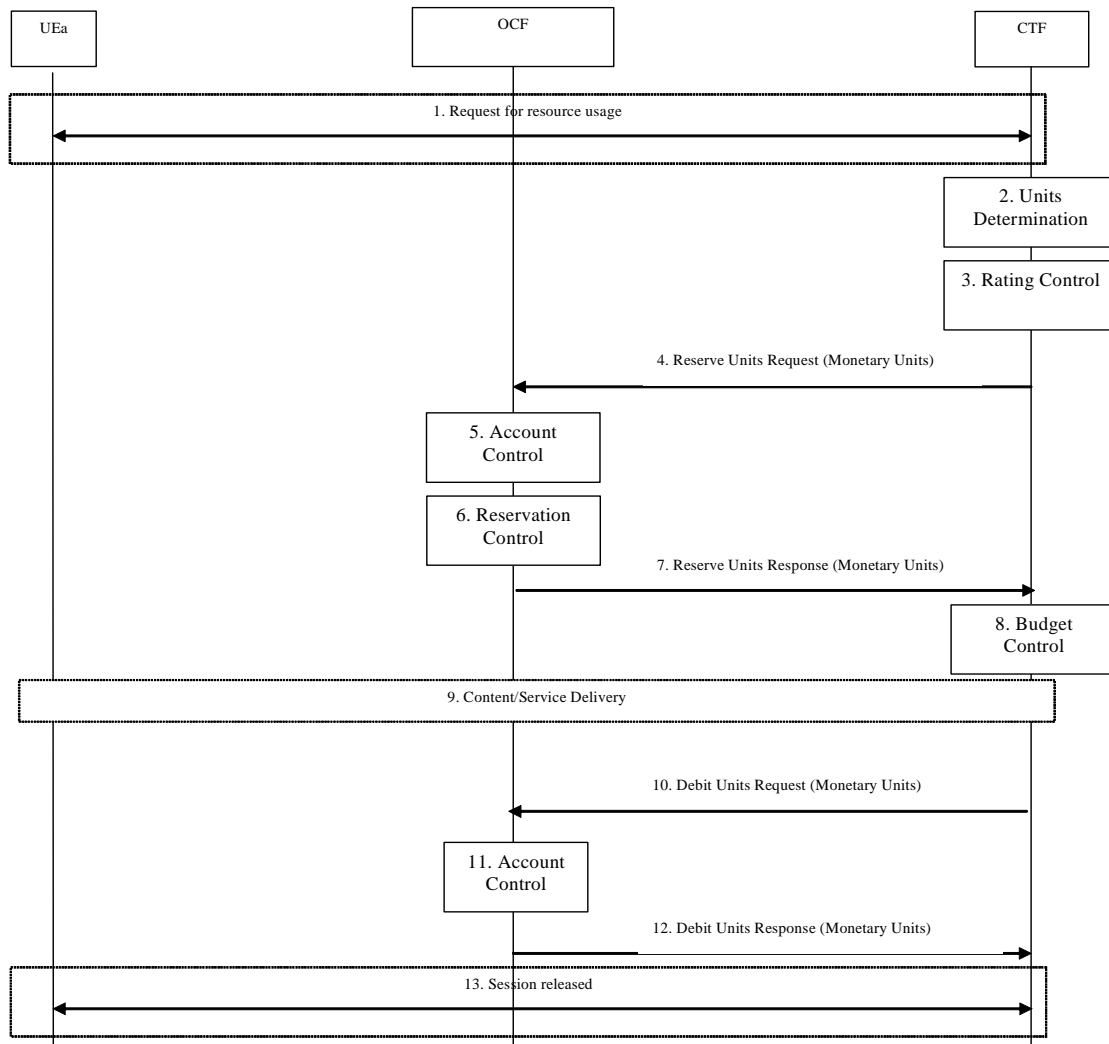 UEa
OCF
CTF
1. Request for resource usage
2. Units
Determination
3. Rating Control
4. Reserve Units Request (Monetary Units)
5. Account
Control
6. Reservation
Control
7. Reserve Units Response (Monetary Units)
8. Budget
Control
9. Content/Service Delivery
10. Debit Units Request (Monetary Units)
11. Account
Control
12. Debit Units Response (Monetary Units)
13. Session released